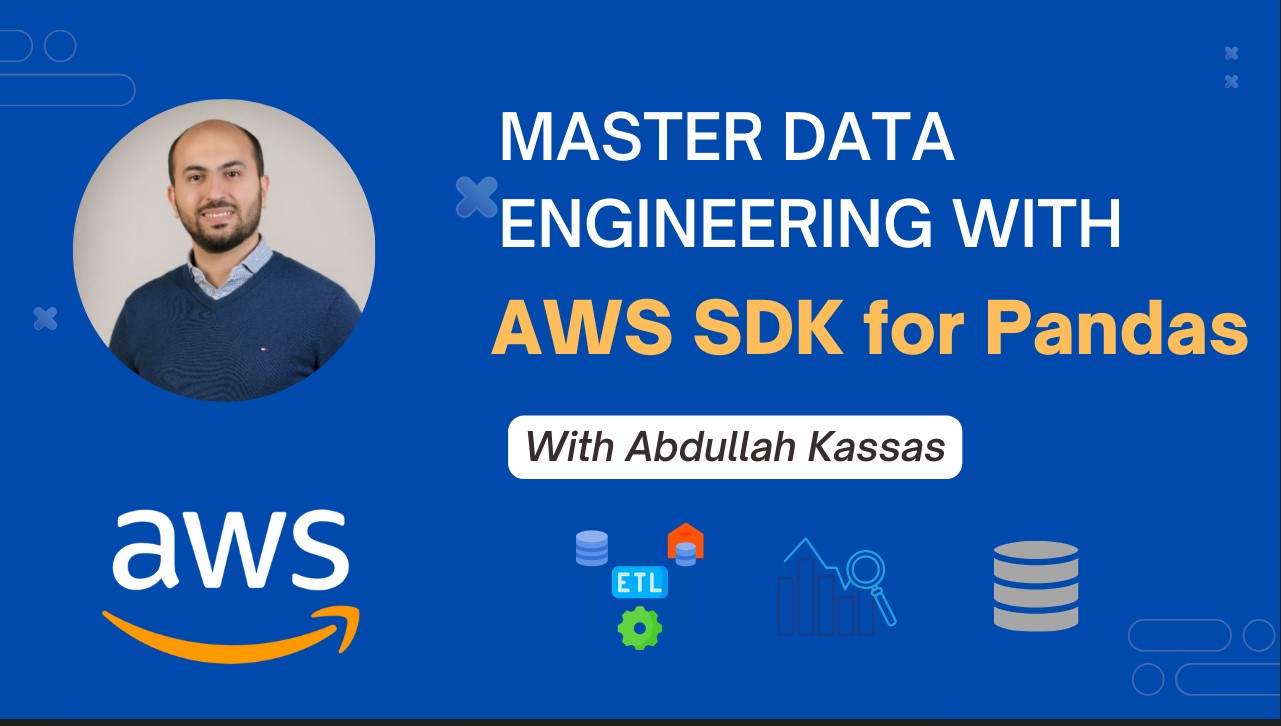 MASTER DATA
ENGINEERING WITH
AWS SDK for Pandas
With Abdullah Kassas
aws
ETL